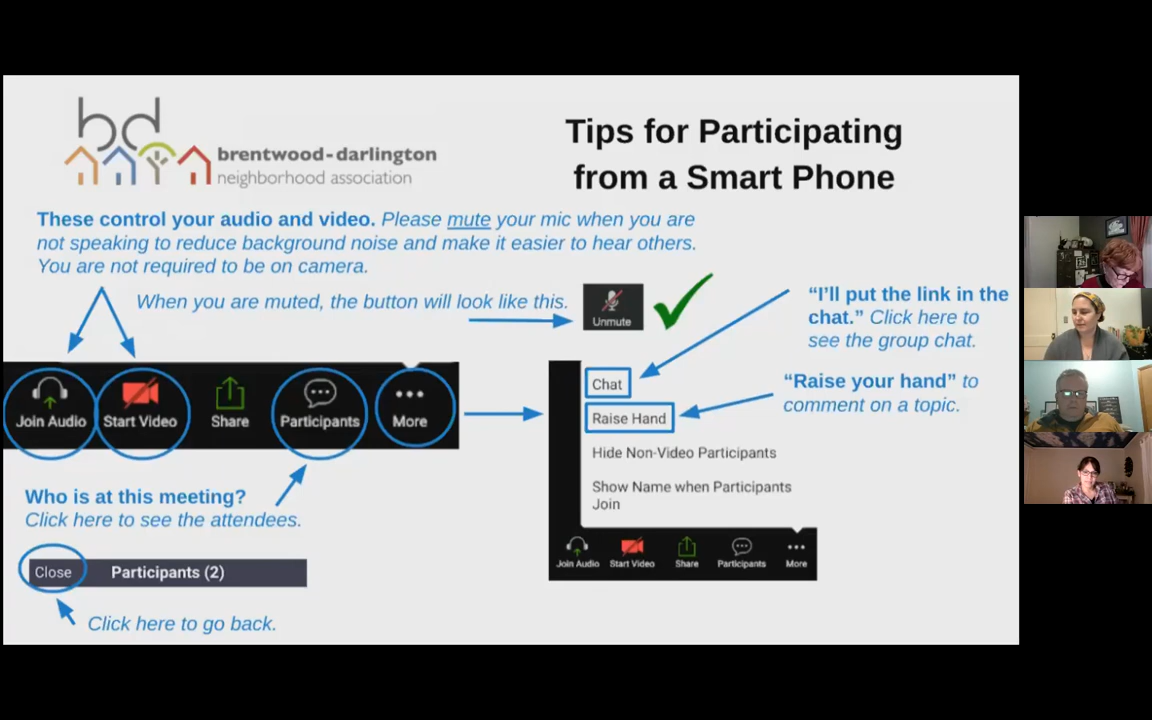 bd
brentwood-darlington
neighborhood association
Tips for Participating
from a Smart Phone
These control your audio and video. Please mute your mic when you are
not speaking to reduce background noise and make it easier to hear others.
You are not required to be on camera.
When you are muted, the button will look like this.
Unmute
“I’ll put the link in the
chat.” Click here to
see the group chat.
“Raise your hand” to
comment on a topic.
Join Audio
Start Video
Share
Participants
More
Chat
Raise Hand
Hide Non-Video Participants
Show Name when Participants
Join
Join Audio
Start Video
Share
Participants
More
Who is at this meeting?
Click here to see the attendees.
Close
Participants (2)
Click here to go back.